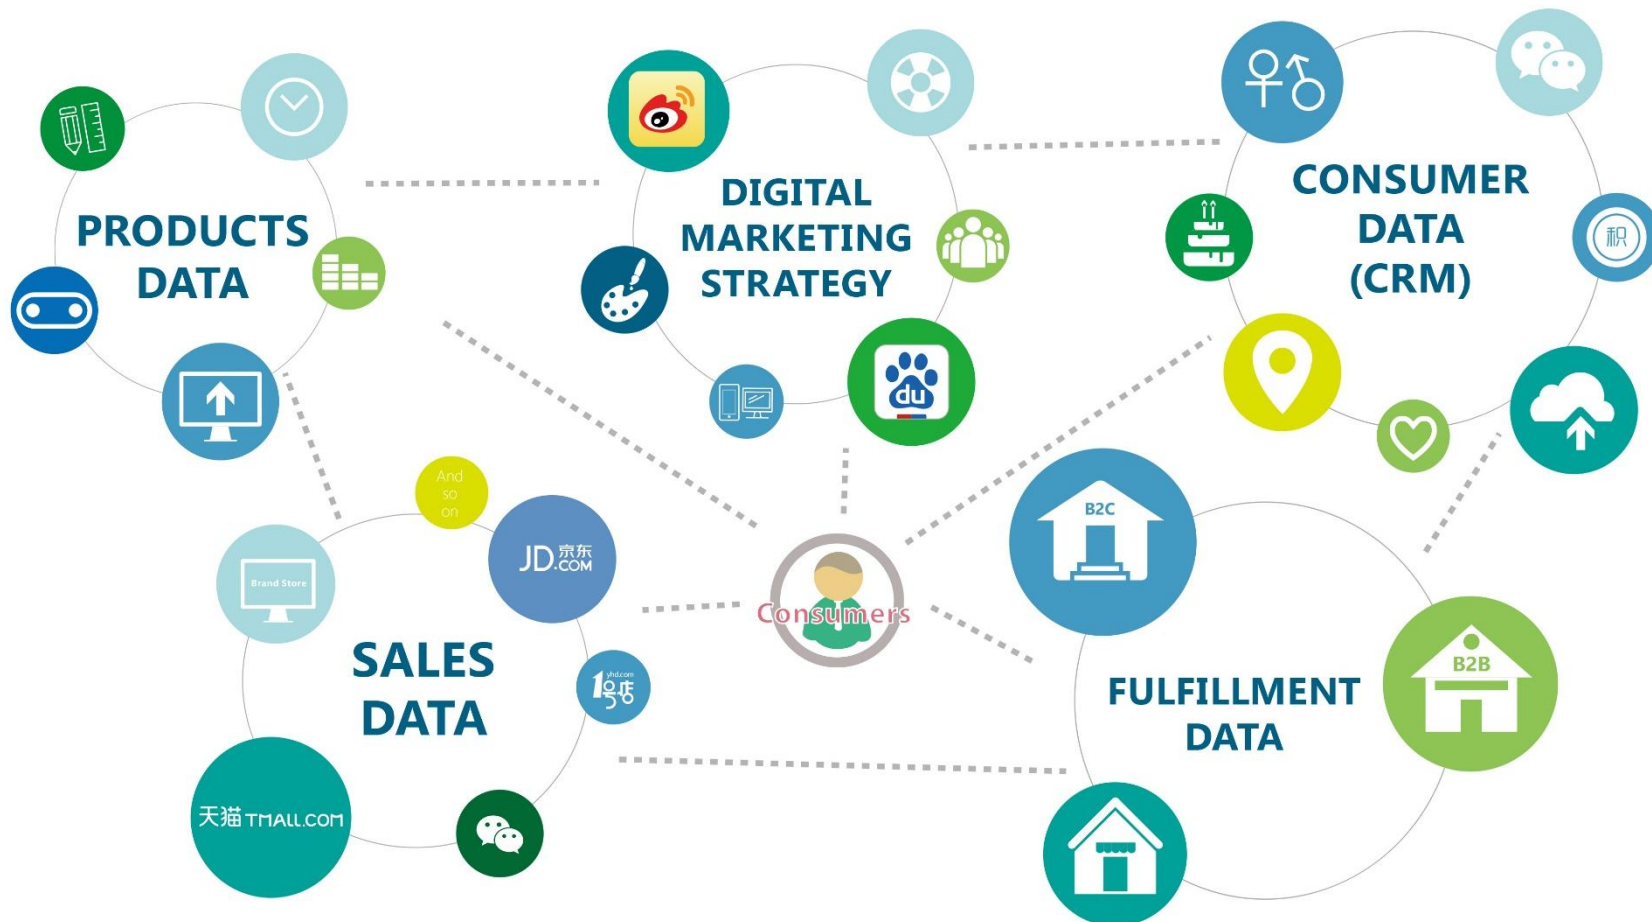 PRODUCTS
DATA
DIGITAL
MARKETING
STRATEGY
du
CONSUMER
DATA
(CRM)
积
And
so
on
Brand Store
JD.京东
.COM
SALES
DATA
yhd.com
1号店
天猫 TMALL.COM
Consumers
B2C
B2B
FULFILLMENT
DATA